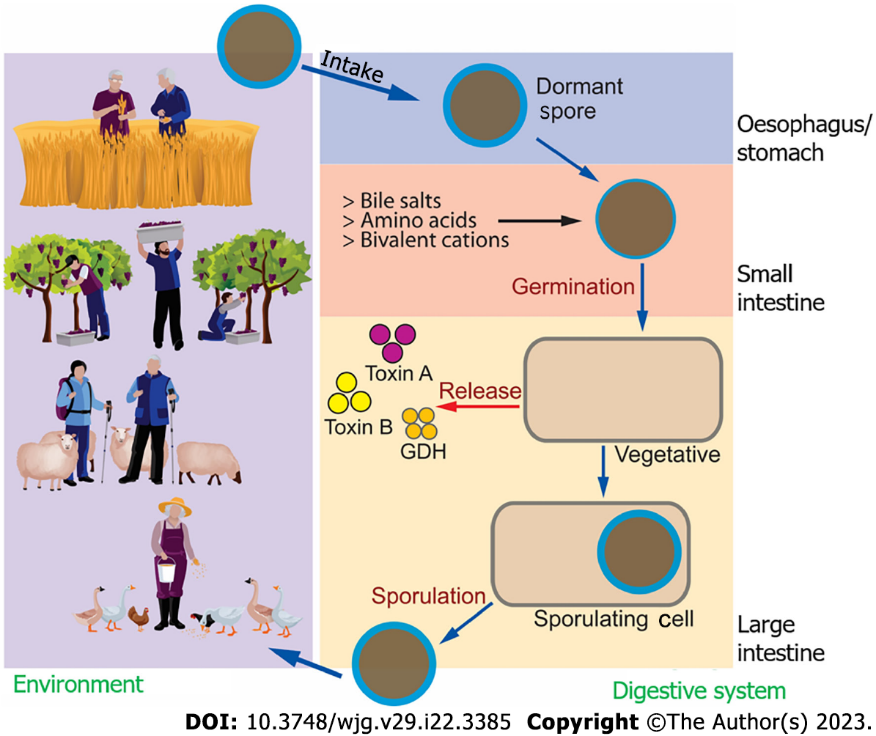 Intake
Dormant
spore
Oesophagus/
stomach
> Bile salts
> Amino acids
> Bivalent cations
Germination
Small
intestine
Toxin A
Toxin B
GDH
Release
Vegetative
Sporulating cell
Sporulation
Large
intestine
Environment
Digestive system
DOI: 10.3748/wjg.v29.i22.3385 Copyright ©The Author(s) 2023.